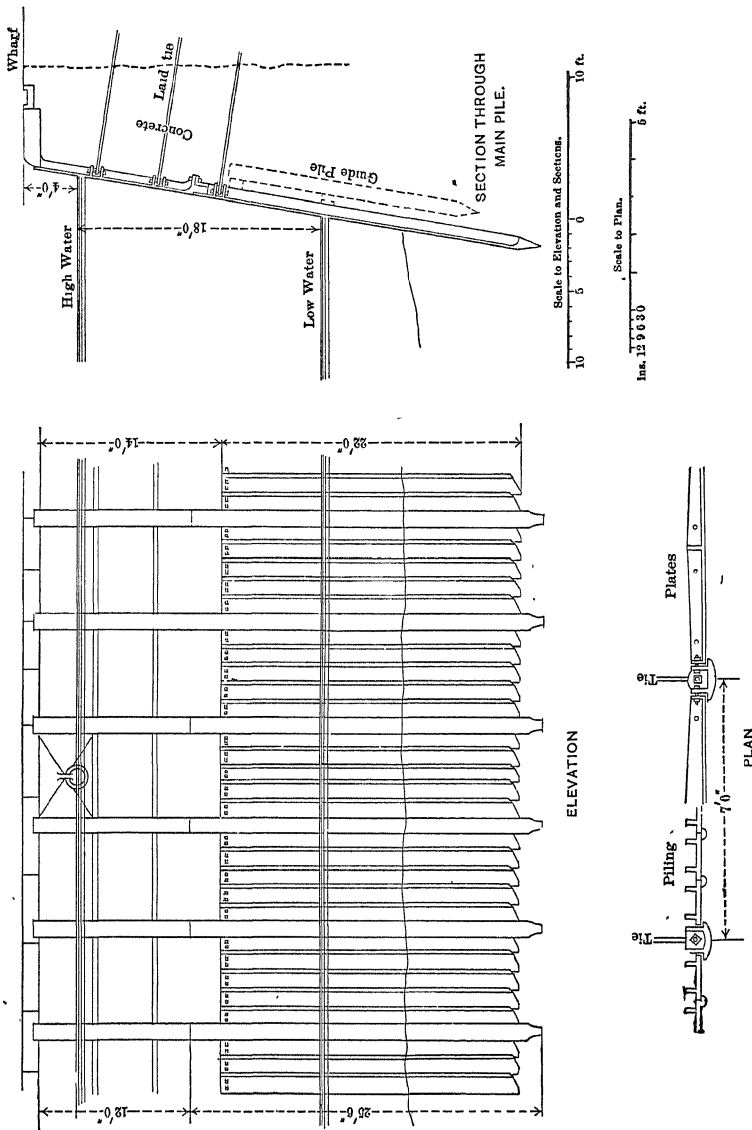 Wharf
4'0"
High Water
18'0"
Low Water
Concrete
Laid tie
Guide Pile
SECTION THROUGH
MAIN PILE.
10 5 0 10 ft.
Scale to Elevation and Sections.
Ins. 12 9 6 3 0 5 ft.
Scale to Plan.
14'0"
22'0"
12'0"
25'6"
ELEVATION
Tie
Tie
Piling
Plates
7'0"
PLAN